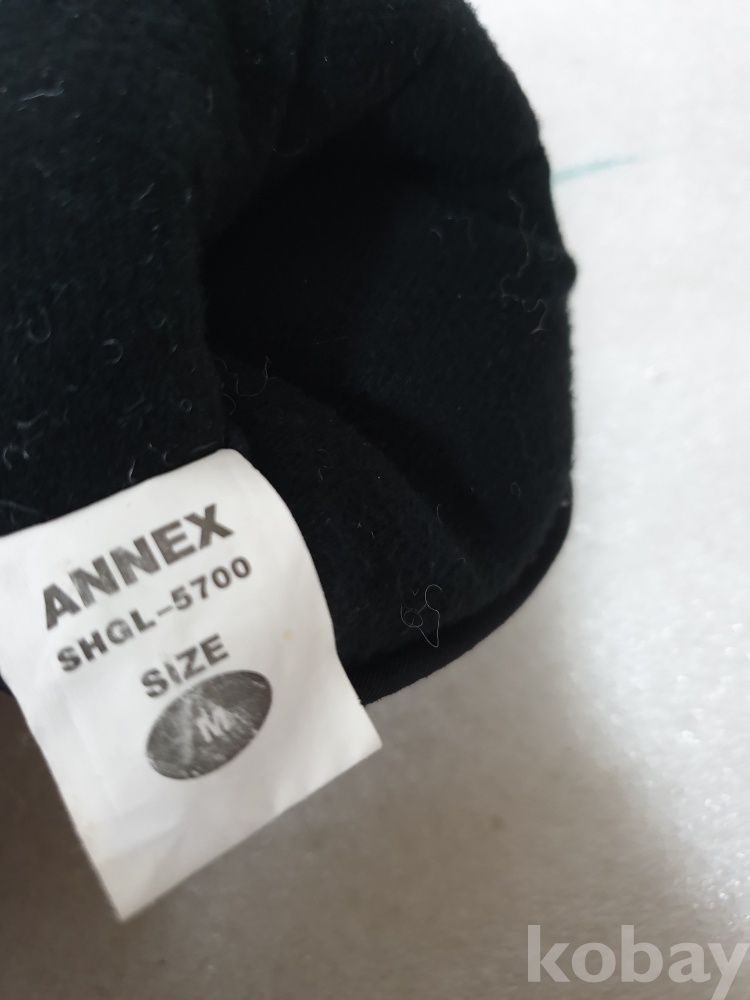 ANNEX
SHGL-5700
SIZE
M
kobay